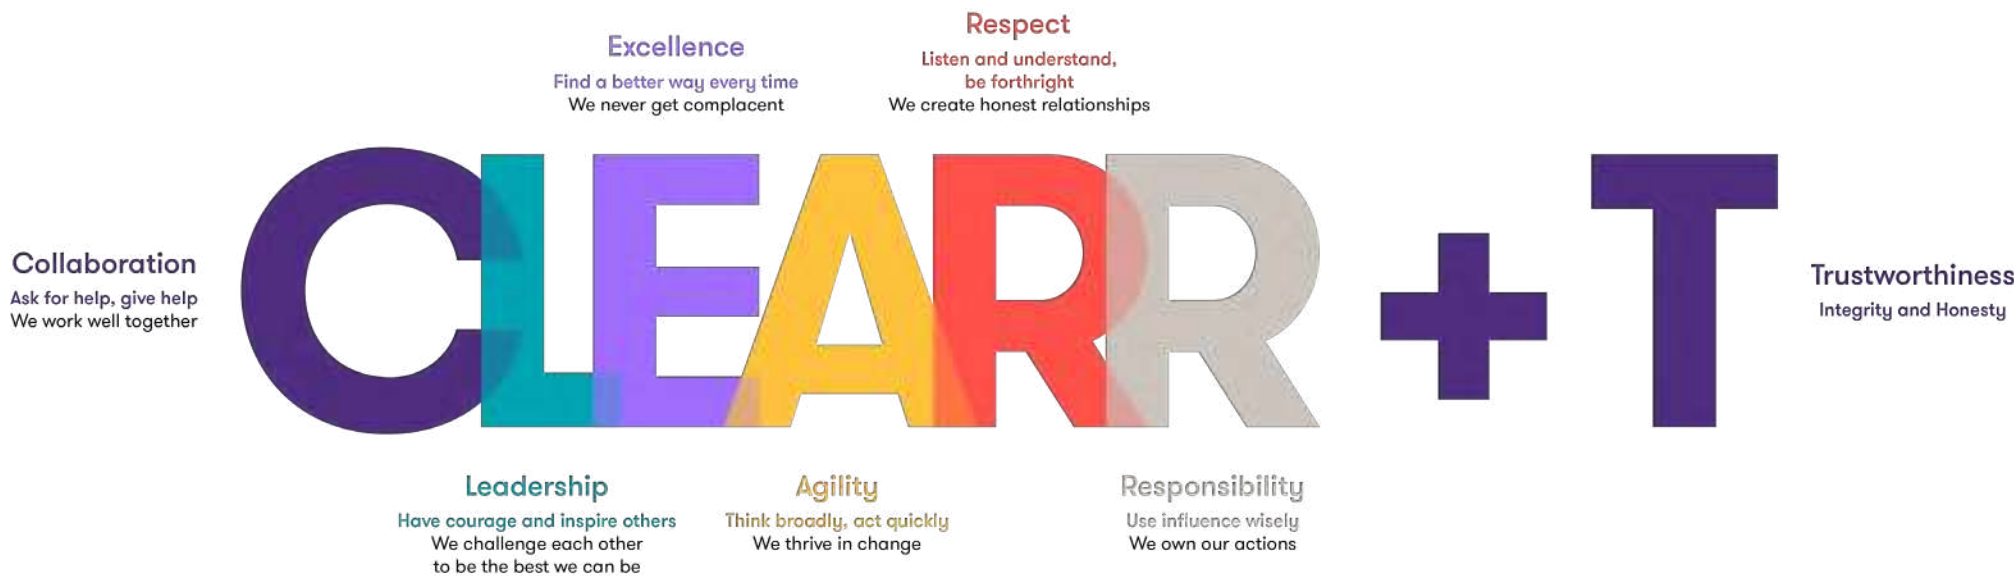 Respect
Listen and understand,
be forthright
We create honest relationships
Excellence
Find a better way every time
We never get complacent
Collaboration
Ask for help, give help
We work well together
CLEARR + T
Trustworthiness
Integrity and Honesty
Leadership
Have courage and inspire others
We challenge each other
to be the best we can be
Agility
Think broadly, act quickly
We thrive in change
Responsibility
Use influence wisely
We own our actions